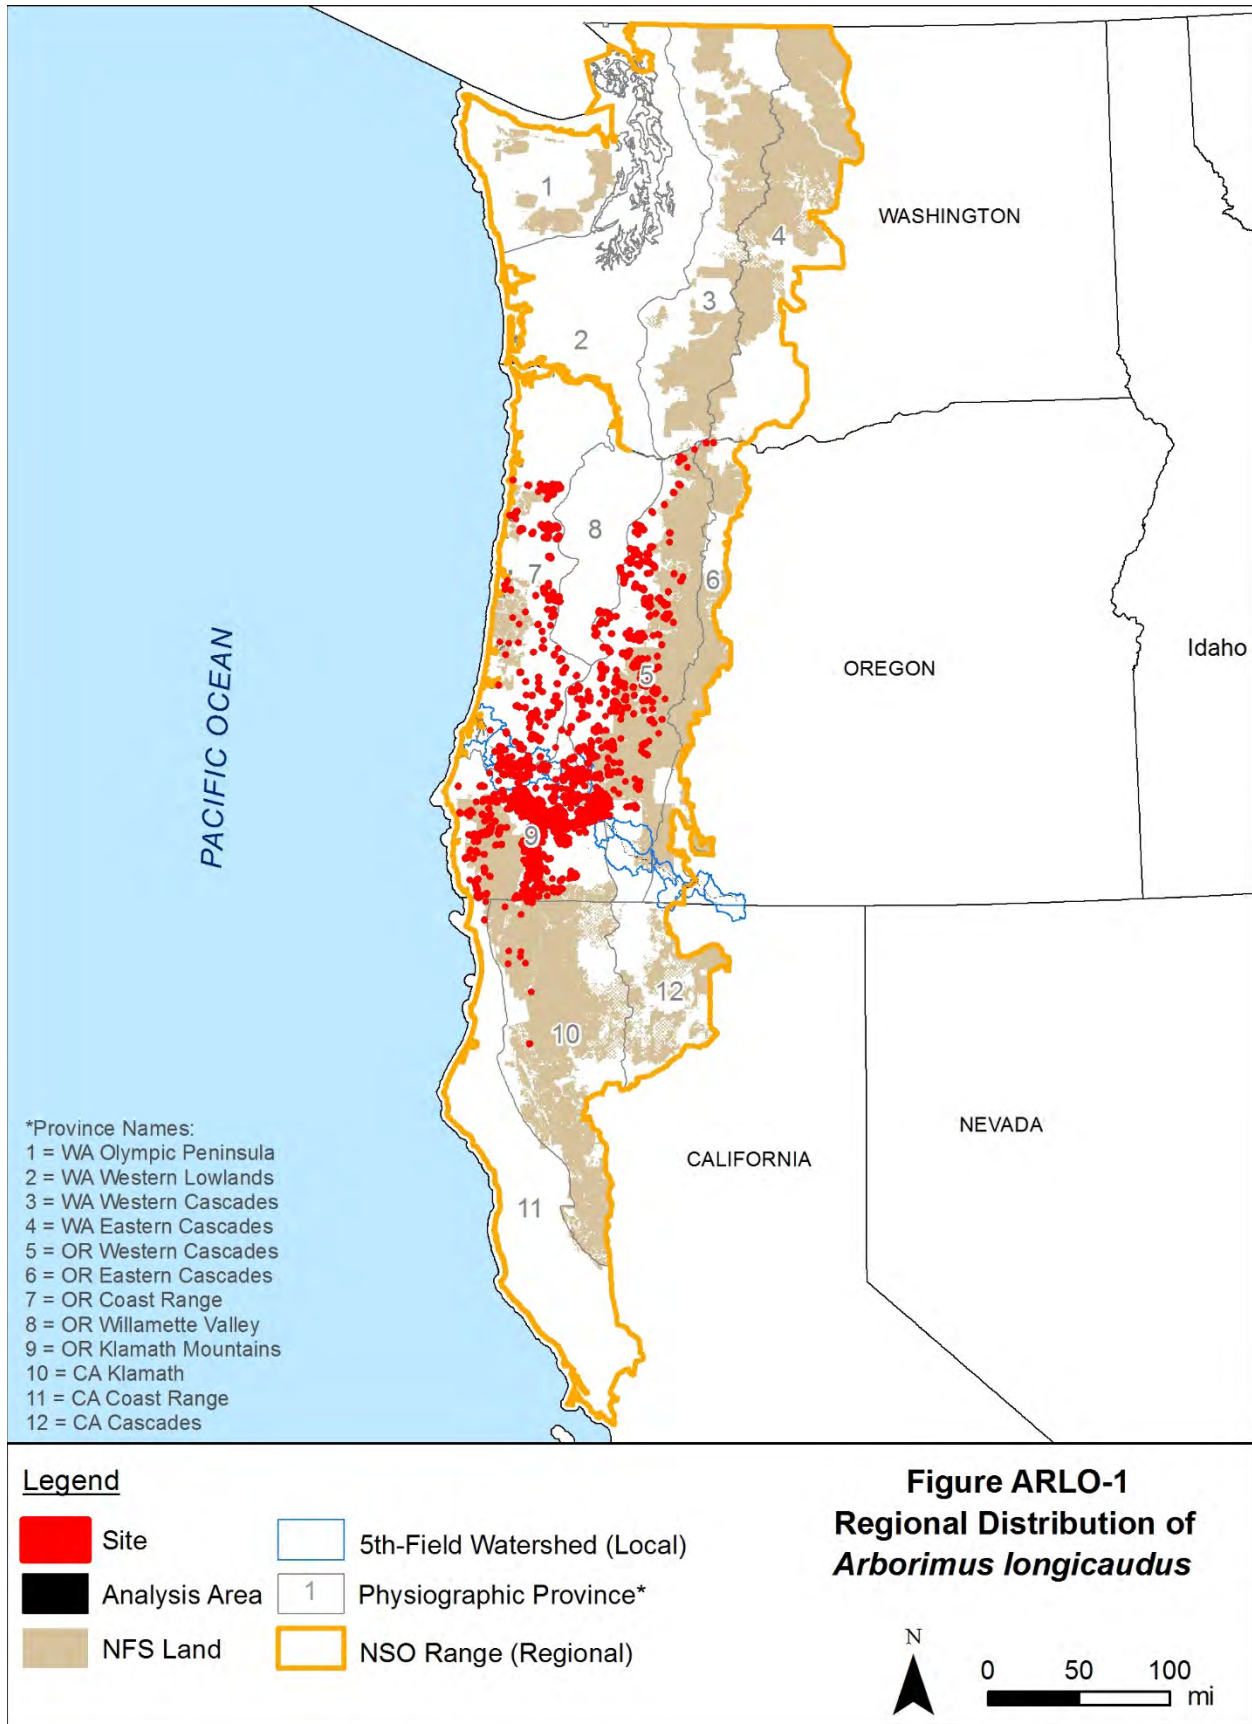 WASHINGTON
1
4
3
2
8
7
6
5
OREGON
Idaho
PACIFIC OCEAN
9
12
10
11
NEVADA
CALIFORNIA
*Province Names:
1 = WA Olympic Peninsula
2 = WA Western Lowlands
3 = WA Western Cascades
4 = WA Eastern Cascades
5 = OR Western Cascades
6 = OR Eastern Cascades
7 = OR Coast Range
8 = OR Willamette Valley
9 = OR Klamath Mountains
10 = CA Klamath
11 = CA Coast Range
12 = CA Cascades
Legend
Site
Analysis Area
NFS Land
5th-Field Watershed (Local)
1 Physiographic Province*
NSO Range (Regional)
Figure ARLO-1
Regional Distribution of
Arborimus longicaudus
N
0 50 100
mi